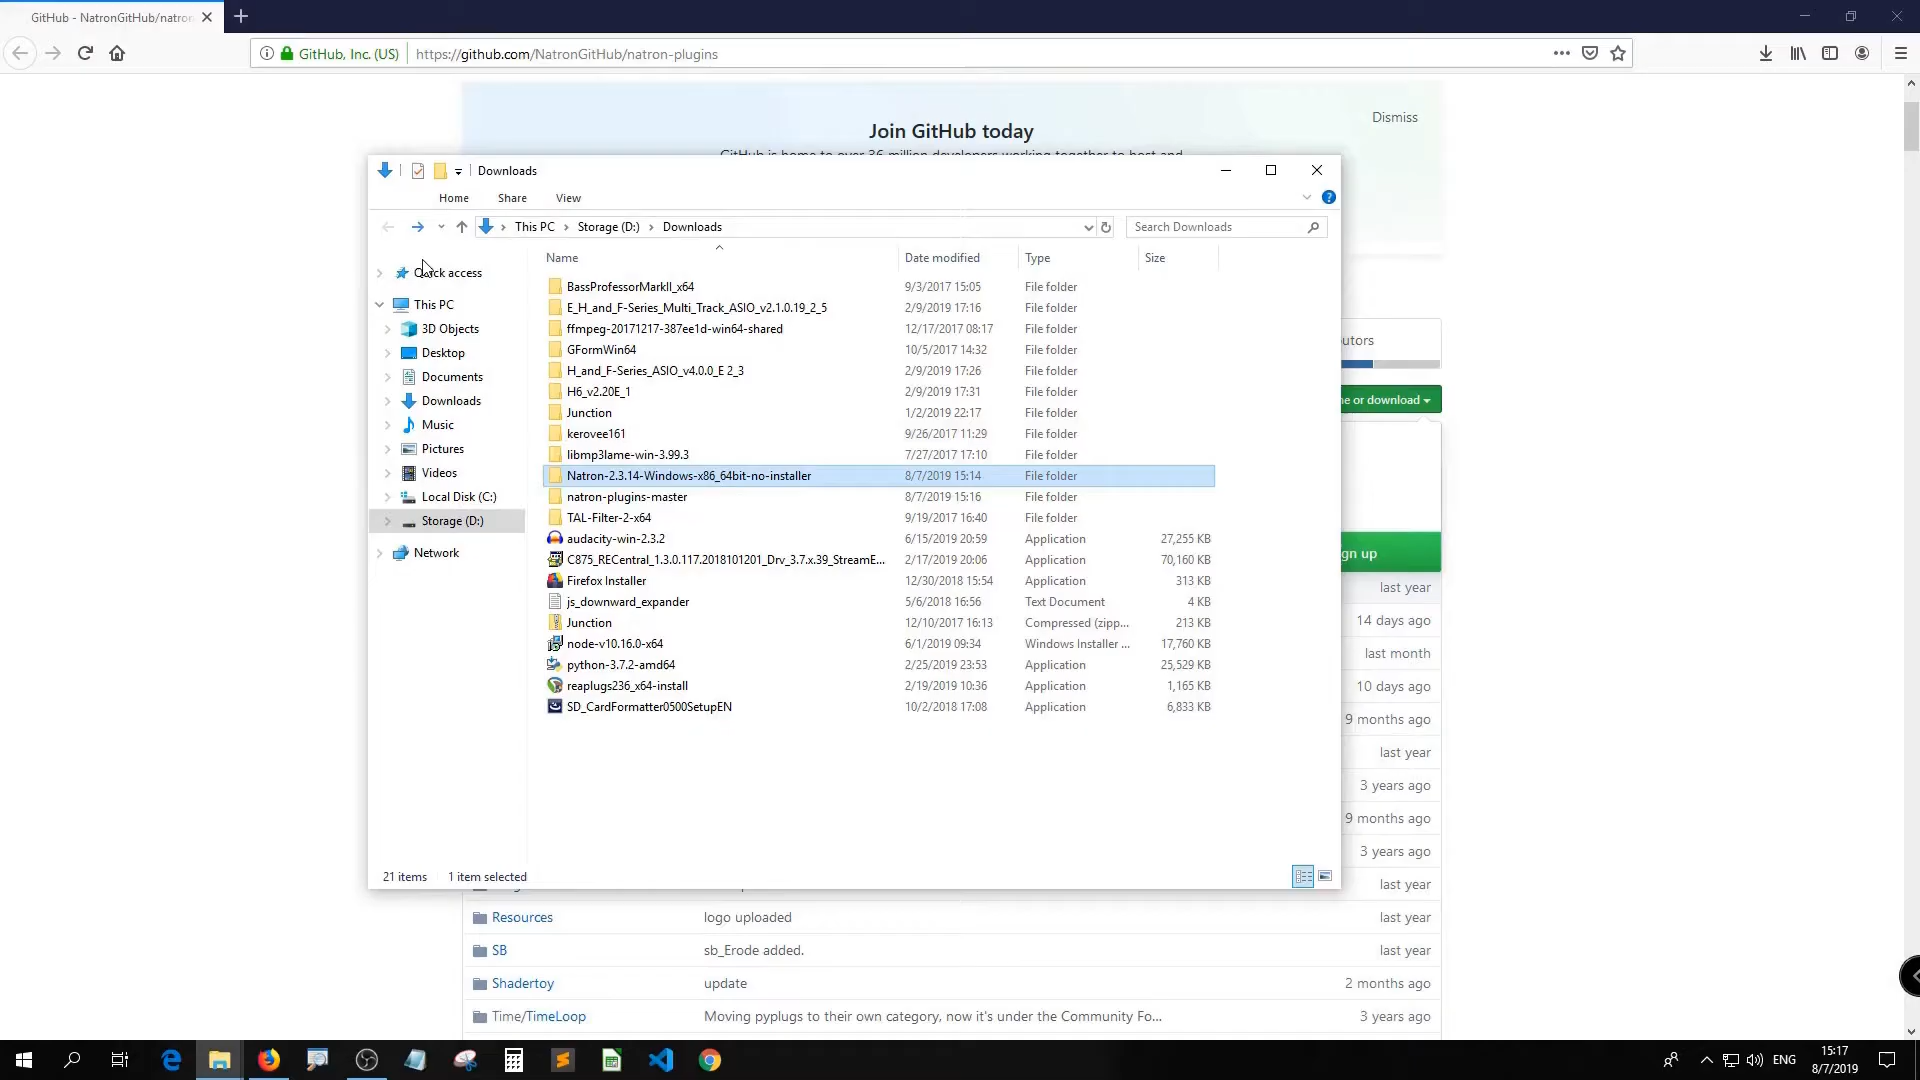 GitHub - NatronGitHub/natron
GitHub, Inc. (US)
https://github.com/NatronGitHub/natron-plugins
Join GitHub today
Dismiss
Downloads
Home Share View
This PC Storage (D:) Downloads
Search Downloads
Name Date modified Type Size
Quick access
This PC
3D Objects
Desktop
Documents
Downloads
Music
Pictures
Videos
Local Disk (C:)
Storage (D:)
Network
BassProfessorMarkII_x64 9/3/2017 15:05 File folder
E_H_and_F-Series_Multi_Track_ASIO_v2.1.0.19_2_5 2/9/2019 17:16 File folder
ffmpeg-20171217-387ee1d-win64-shared 12/17/2017 08:17 File folder
GFormWin64 10/5/2017 14:32 File folder
H_and_F-Series_ASIO_v4.0.0_E 2_3 2/9/2019 17:26 File folder
H6_v2.20E_1 2/9/2019 17:31 File folder
Junction 1/2/2019 22:17 File folder
kerovee161 9/26/2017 11:29 File folder
libmp3lame-win-3.99.3 7/27/2017 17:10 File folder
Natron-2.3.14-Windows-x86_64bit-no-installer 8/7/2019 15:14 File folder
natron-plugins-master 8/7/2019 15:16 File folder
TAL-Filter-2-x64 9/19/2017 16:40 File folder
audacity-win-2.3.2 6/15/2019 20:59 Application 27,255 KB
C875_RECentral_1.3.0.117.2018101201_Drv_3.7.x.39_StreamE... 2/17/2019 20:06 Application 70,160 KB
Firefox Installer 12/30/2018 15:54 Application 313 KB
js_downward_expander 5/6/2018 16:56 Text Document 4 KB
Junction 12/10/2017 16:13 Compressed (zipp... 213 KB
node-v10.16.0-x64 6/1/2019 09:34 Windows Installer ... 17,760 KB
python-3.7.2-amd64 2/25/2019 23:53 Application 25,529 KB
reaplugs236_x64-install 2/19/2019 10:36 Application 1,165 KB
SD_CardFormatter0500SetupEN 10/2/2018 17:08 Application 6,833 KB
21 items 1 item selected
utors
ne or download
gn up
last year
14 days ago
last month
10 days ago
9 months ago
last year
3 years ago
9 months ago
3 years ago
last year
Resources logo uploaded last year
SB sb_Erode added. last year
Shadertoy update 2 months ago
Time/TimeLoop Moving pyplugs to their own category, now it's under the Community Fo... 3 years ago
ENG
15:17
8/7/2019